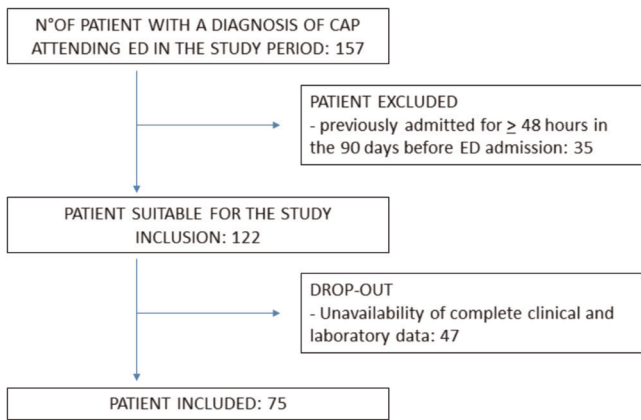 N°OF PATIENT WITH A DIAGNOSIS OF CAP
ATTENDING ED IN THE STUDY PERIOD: 157
PATIENT EXCLUDED
- previously admitted for ≥ 48 hours in
the 90 days before ED admission: 35
PATIENT SUITABLE FOR THE STUDY
INCLUSION: 122
DROP-OUT
- Unavailability of complete clinical and
laboratory data: 47
PATIENT INCLUDED: 75